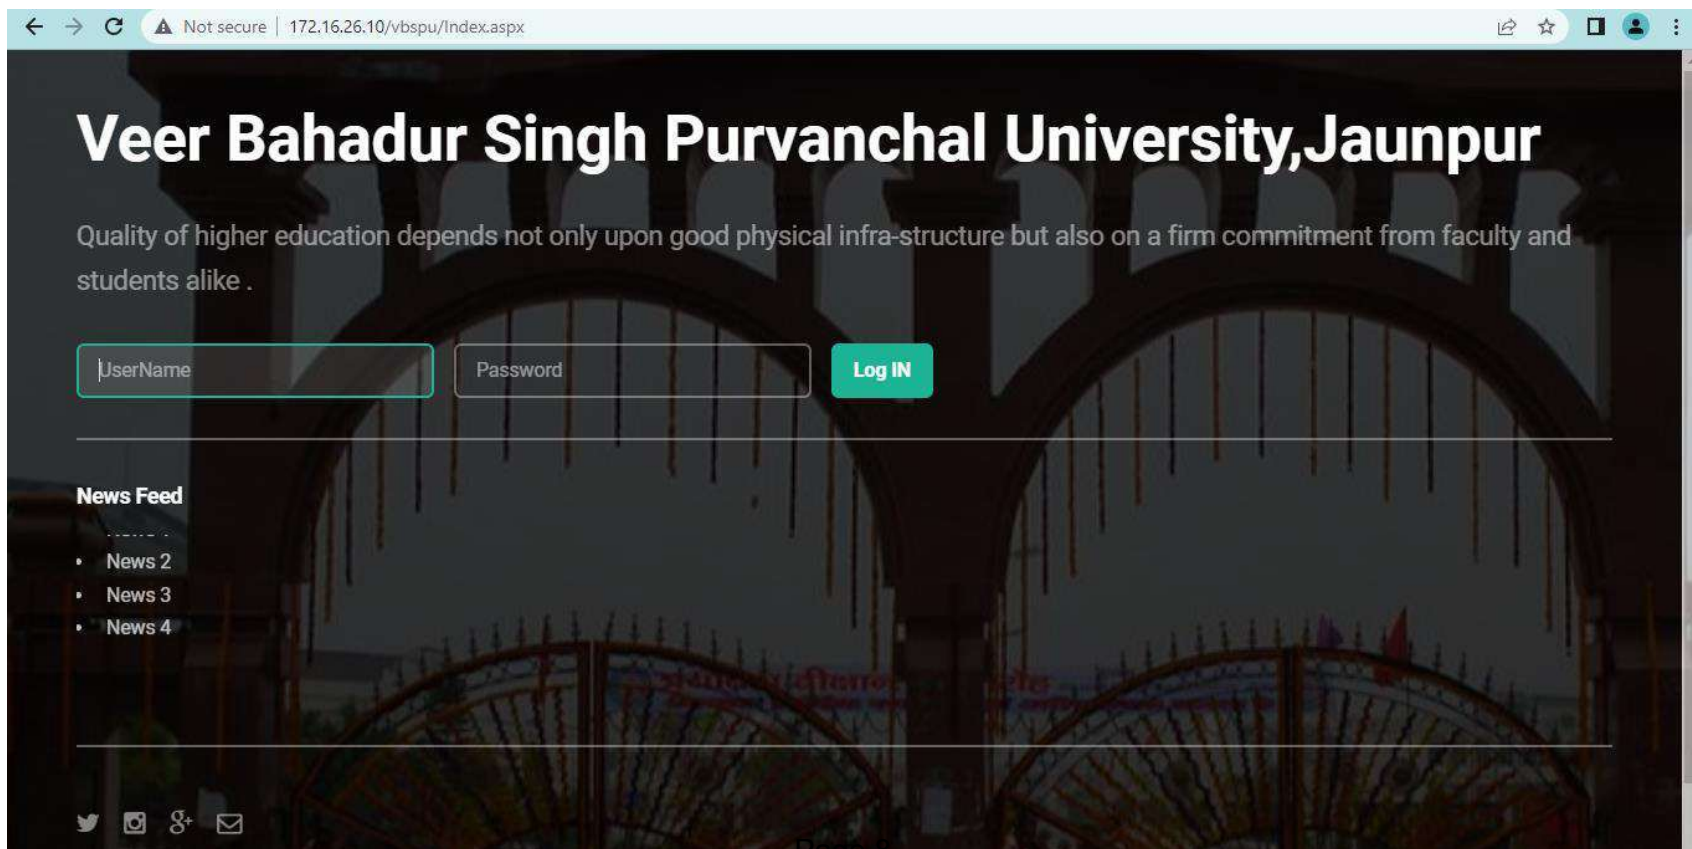 Not secure | 172.16.26.10/vbspu/Index.aspx
Veer Bahadur Singh Purvanchal University,Jaunpur
Quality of higher education depends not only upon good physical infra-structure but also on a firm commitment from faculty and
students alike .
UserName Password Log IN
News Feed
• News 2
• News 3
• News 4